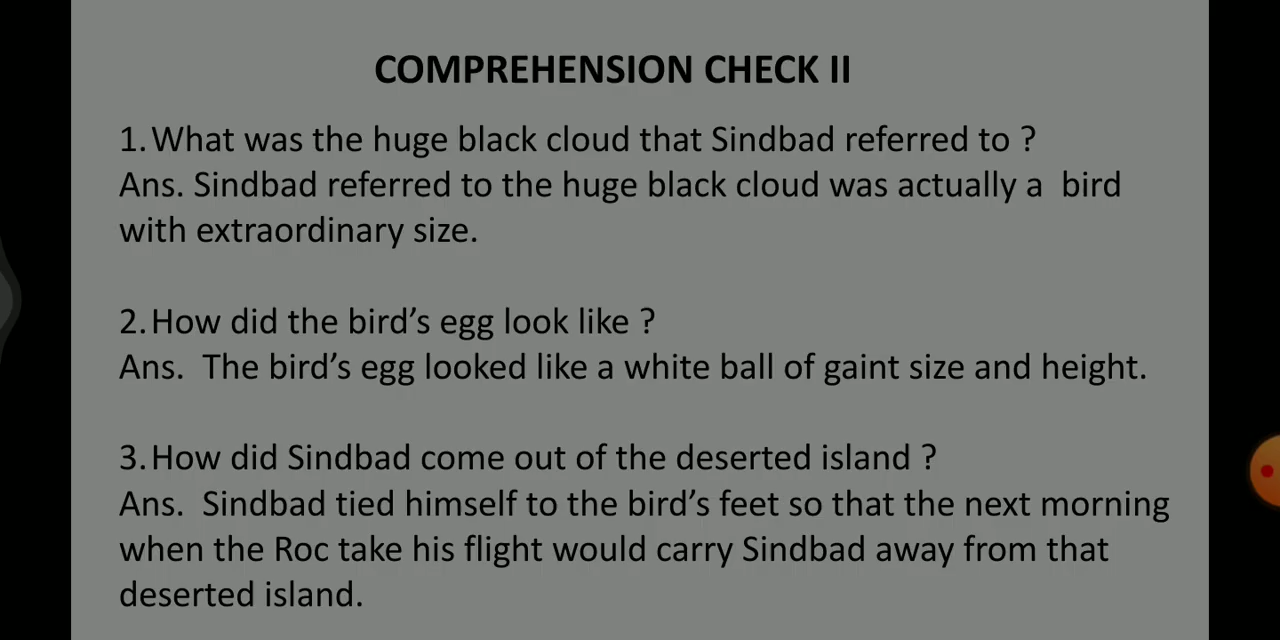 COMPREHENSION CHECK II
1. What was the huge black cloud that Sindbad referred to ?
Ans. Sindbad referred to the huge black cloud was actually a  bird
with extraordinary size.
2. How did the bird’s egg look like ?
Ans.  The bird’s egg looked like a white ball of gaint size and height.
3. How did Sindbad come out of the deserted island ?
Ans.  Sindbad tied himself to the bird’s feet so that the next morning
when the Roc take his flight would carry Sindbad away from that
deserted island.